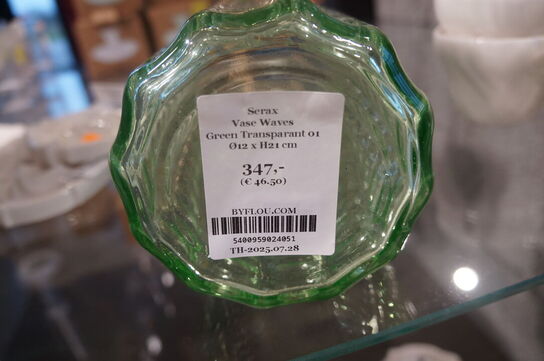 Serax
Vase Waves
Green Transparant 01
Ø12 x H21 cm
347,-
(€ 46.50)
BYFLOU.COM
5400959024051
TH-2025.07.28